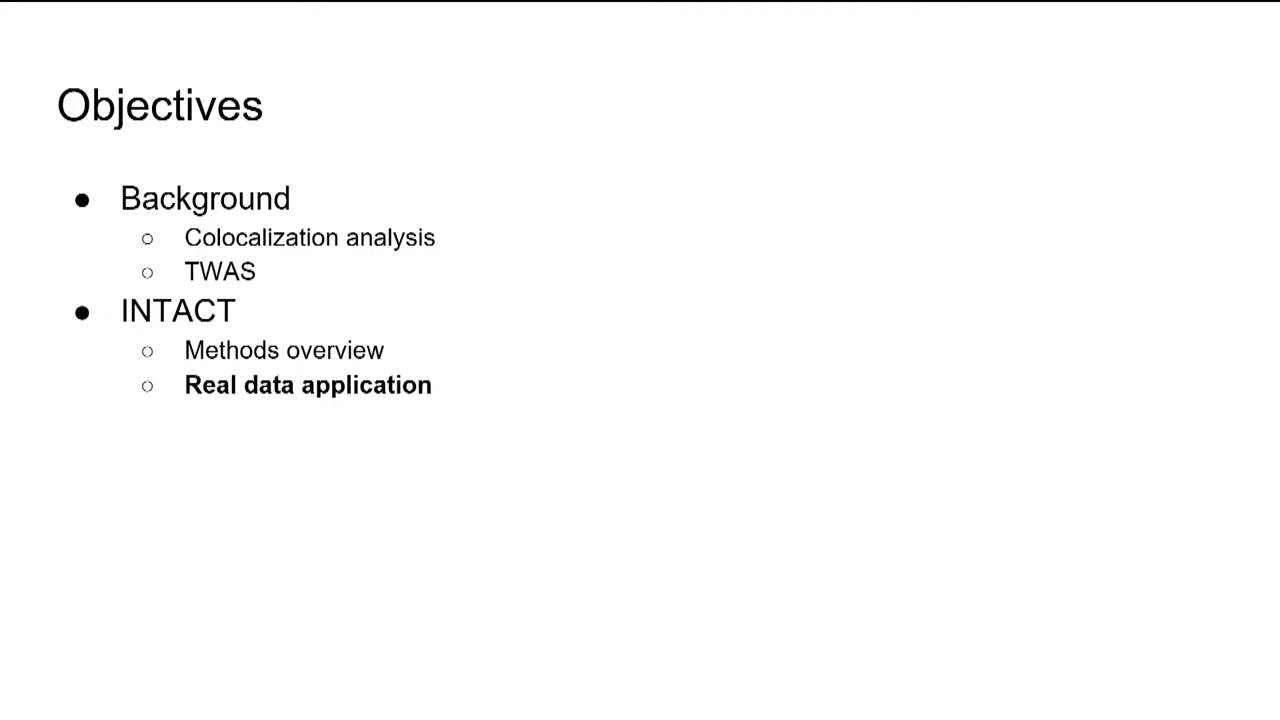 Objectives
● Background
○ Colocalization analysis
○ TWAS
● INTACT
○ Methods overview
○ Real data application